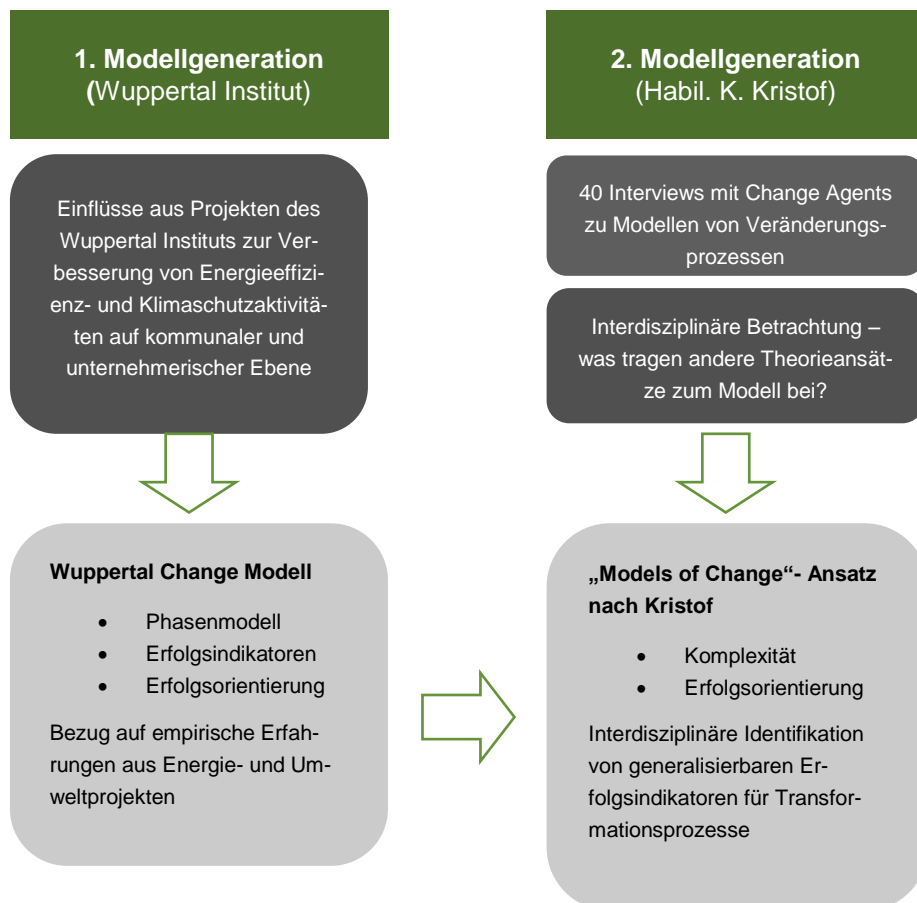 1. Modellgeneration
(Wuppertal Institut)
Einflüsse aus Projekten des
Wuppertal Instituts zur Ver-
besserung von Energieeffizi-
enz- und Klimaschutzaktivitä-
ten auf kommunaler und
unternehmerischer Ebene
Wuppertal Change Modell
• Phasenmodell
• Erfolgsindikatoren
• Erfolgsorientierung
Bezug auf empirische Erfah-
rungen aus Energie- und Um-
weltprojekten
2. Modellgeneration
(Habil. K. Kristof)
40 Interviews mit Change Agents
zu Modellen von Veränderungs-
prozessen
Interdisziplinäre Betrachtung –
was tragen andere Theorieansät-
ze zum Modell bei?
„Models of Change“- Ansatz
nach Kristof
• Komplexität
• Erfolgsorientierung
Interdisziplinäre Identifikation
von generalisierbaren Er-
folgsindikatoren für Transfor-
mationsprozesse